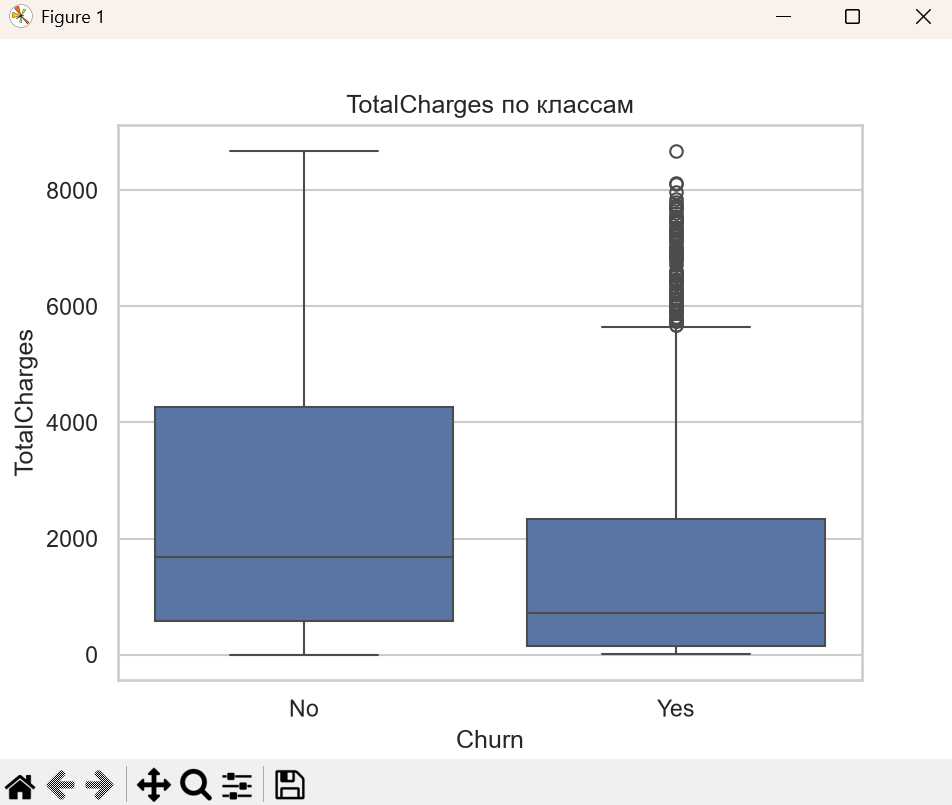 Figure 1
TotalCharges по классам
TotalCharges
8000
6000
4000
2000
0
No
Yes
Churn